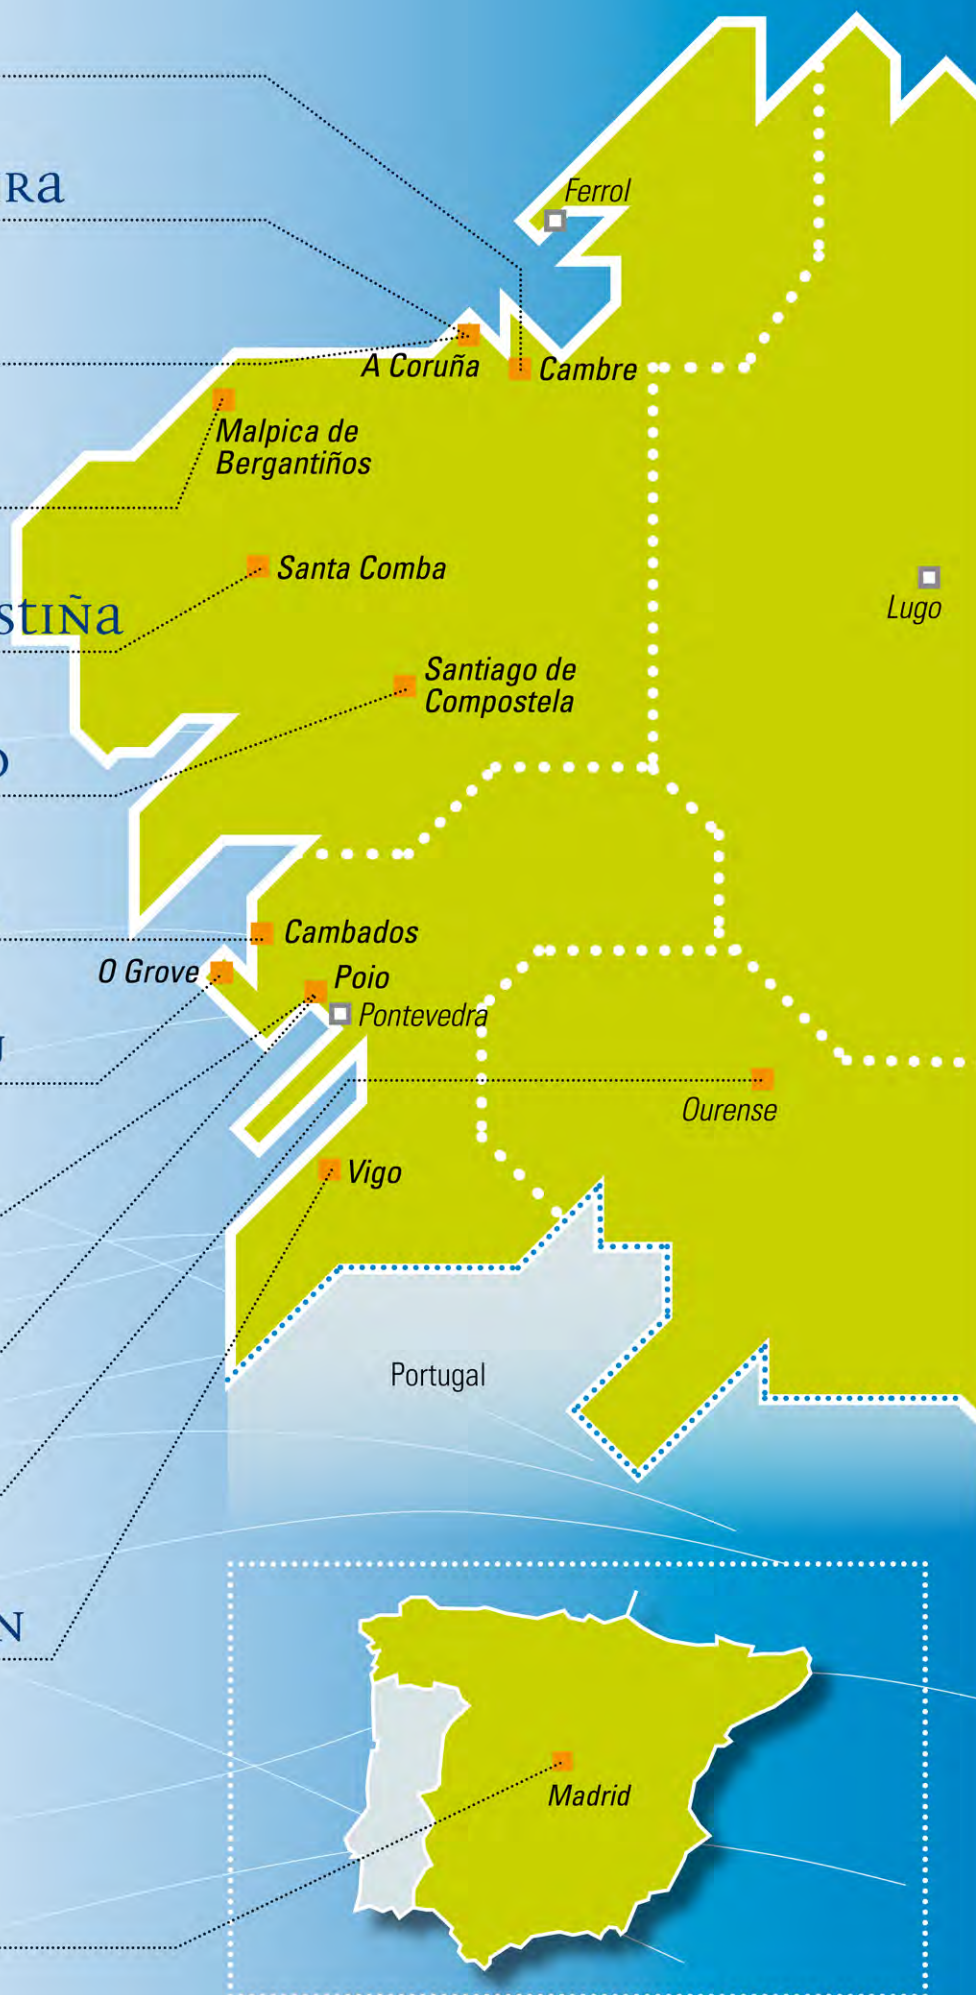 Ra
Ferrol
A Coruña
Cambre
Malpica de
Bergantiños
stiña
Santa Comba
Lugo
Santiago de
Compostela
Cambados
O Grove
Poio
Pontevedra
Ourense
Vigo
Portugal
N
Madrid